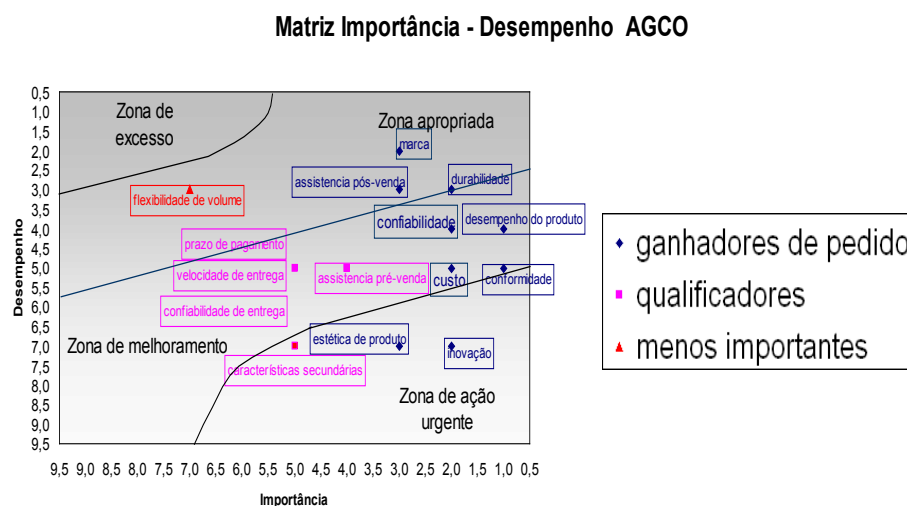 Matriz Importância - Desempenho AGCO
0,5
1,0
1,5
2,0
2,5
3,0
3,5
4,0
4,5
5,0
5,5
6,0
6,5
7,0
7,5
8,0
8,5
9,0
9,5
Desempenho
Zona de
excesso
Zona apropriada
marca
assistencia pós-venda
durabilidade
flexibilidade de volume
confiabilidade
desempenho do produto
prazo de pagamento
velocidade de entrega
assistencia pré-venda
custo
conformidade
confiabilidade de entrega
Zona de melhoramento
estética de produto
inovação
características secundárias
Zona de ação
urgente
9,5 9,0 8,5 8,0 7,5 7,0 6,5 6,0 5,5 5,0 4,5 4,0 3,5 3,0 2,5 2,0 1,5 1,0 0,5
Importância
ganhadores de pedido
qualificadores
menos importantes